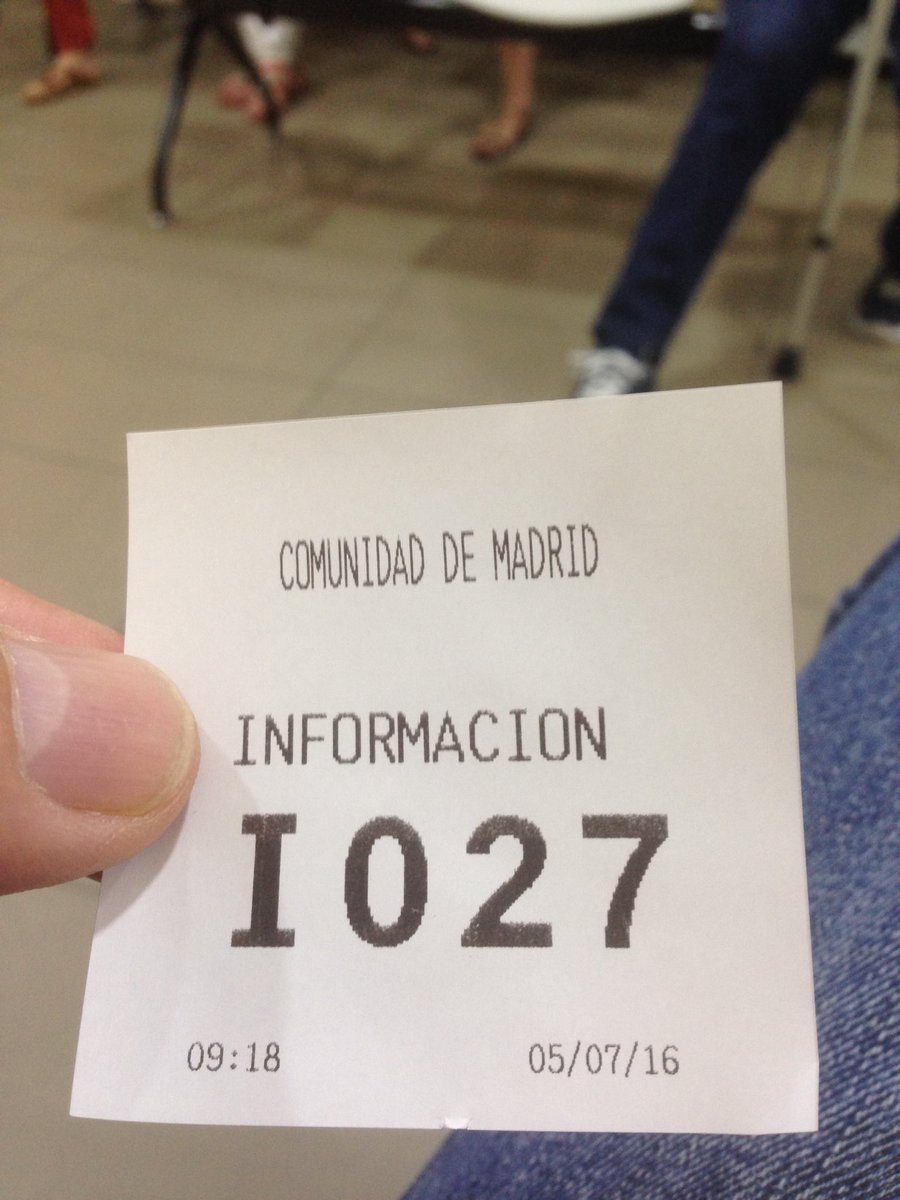 COMUNIDAD DE MADRID
INFORMACION
I027
09:18 05/07/16